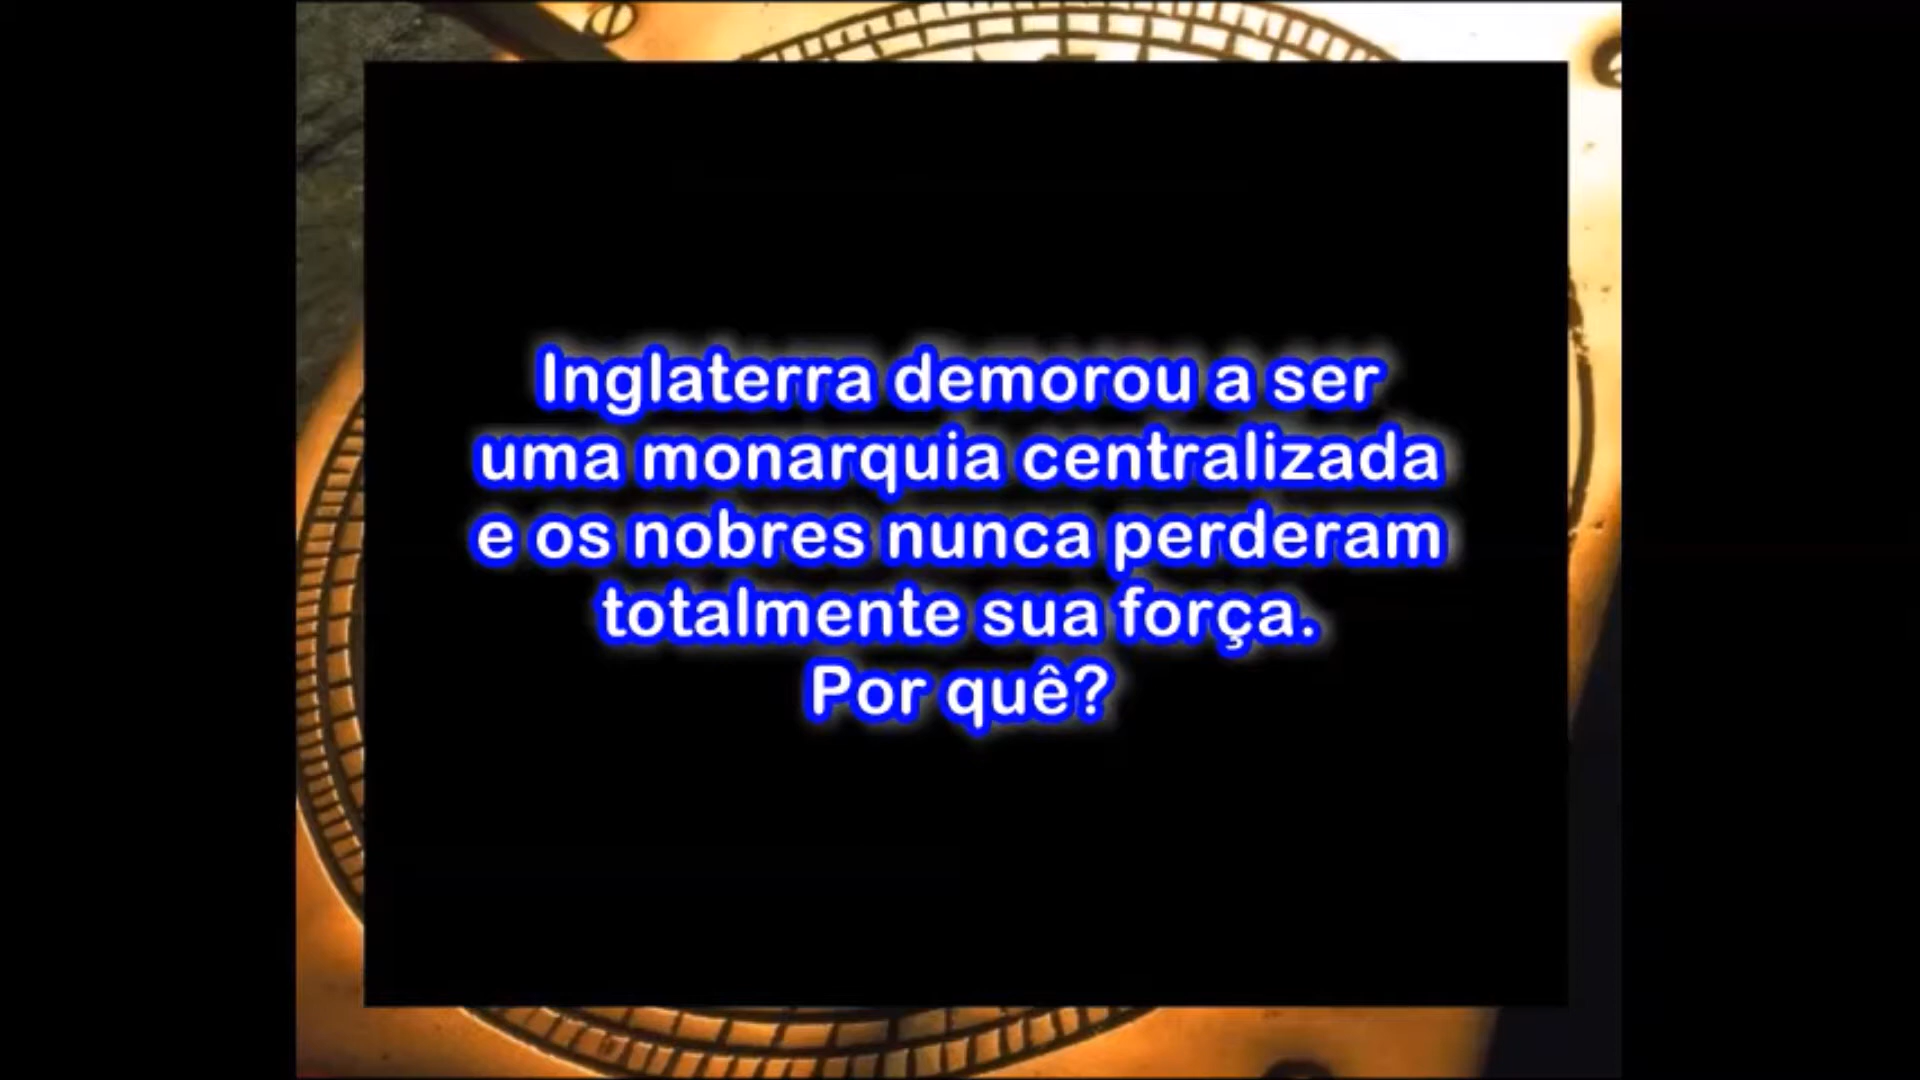 Inglaterra demorou a ser
uma monarquia centralizada
e os nobres nunca perderam
totalmente sua força.
Por quê?